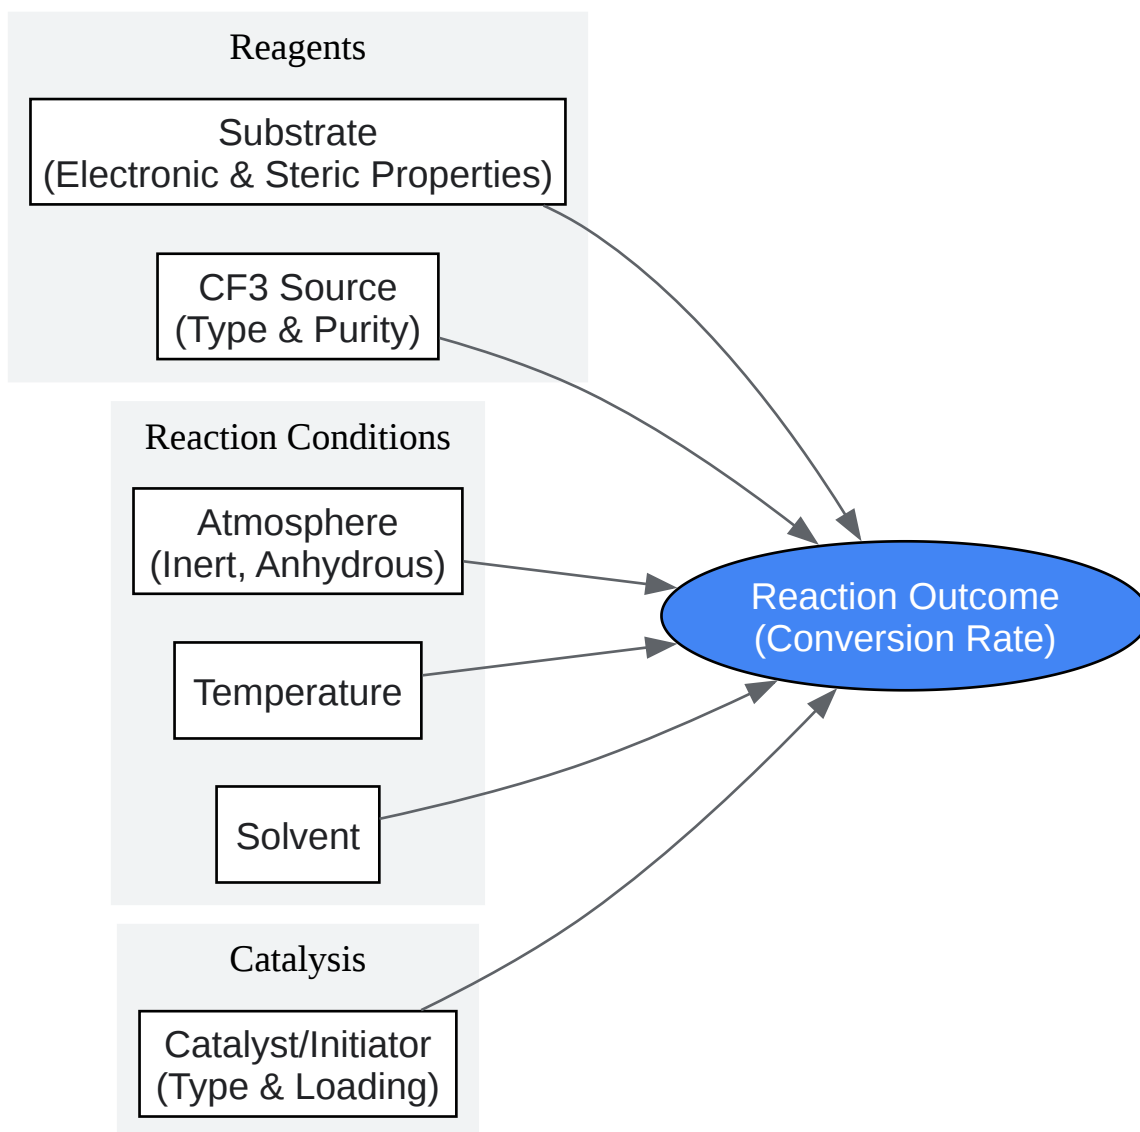 Reagents
Substrate
(Electronic & Steric Properties)
CF3 Source
(Type & Purity)
Reaction Conditions
Atmosphere
(Inert, Anhydrous)
Temperature
Solvent
Catalysis
Catalyst/Initiator
(Type & Loading)
Reaction Outcome
(Conversion Rate)